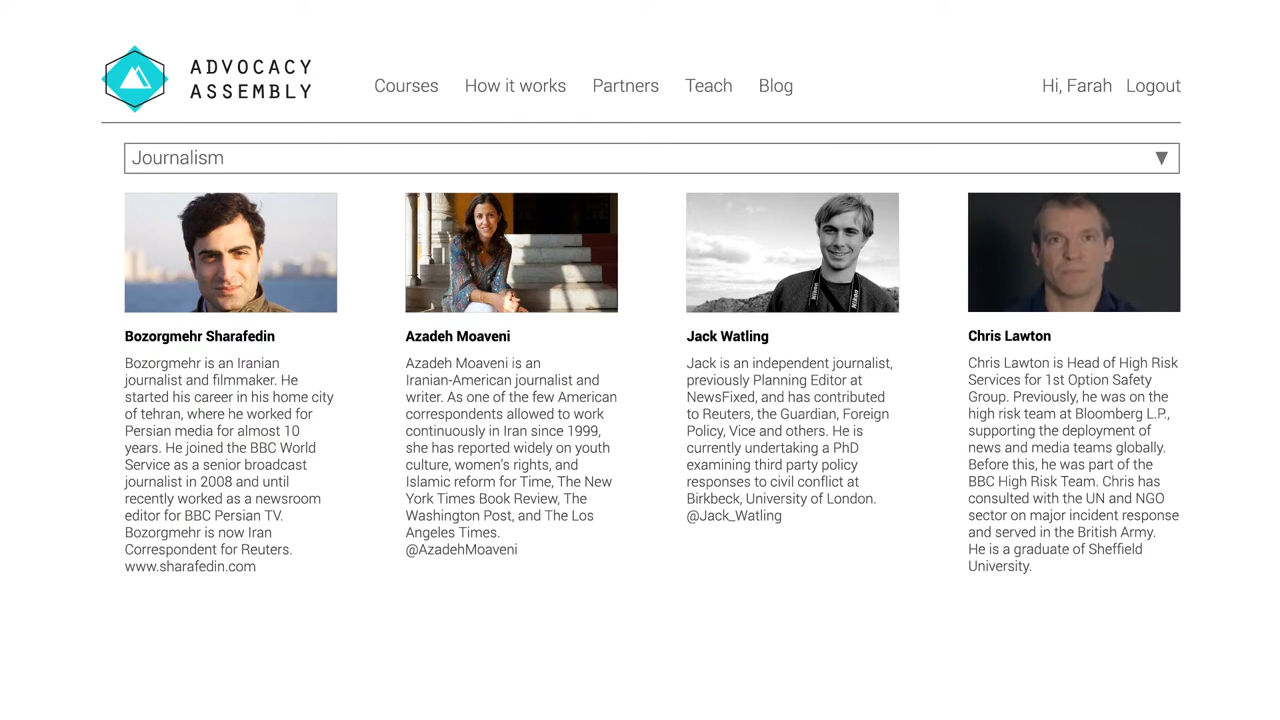 ADVOCACY
ASSEMBLY
Courses How it works Partners Teach Blog
Hi, Farah Logout
Journalism
Bozorgmehr Sharafedin
Bozorgmehr is an Iranian
journalist and filmmaker. He
started his career in his home city
of tehran, where he worked for
Persian media for almost 10
years. He joined the BBC World
Service as a senior broadcast
journalist in 2008 and until
recently worked as a newsroom
editor for BBC Persian TV.
Bozorgmehr is now Iran
Correspondent for Reuters.
www.sharafedin.com
Azadeh Moaveni
Azadeh Moaveni is an
Iranian-American journalist and
writer. As one of the few American
correspondents allowed to work
continuously in Iran since 1999,
she has reported widely on youth
culture, women's rights, and
Islamic reform for Time, The New
York Times Book Review, The
Washington Post, and The Los
Angeles Times.
@AzadehMoaveni
Jack Watling
Jack is an independent journalist,
previously Planning Editor at
NewsFixed, and has contributed
to Reuters, the Guardian, Foreign
Policy, Vice and others. He is
currently undertaking a PhD
examining third party policy
responses to civil conflict at
Birkbeck, University of London.
@Jack_Watling
Nikon
Nikon
Chris Lawton
Chris Lawton is Head of High Risk
Services for 1st Option Safety
Group. Previously, he was on the
high risk team at Bloomberg L.P.,
supporting the deployment of
news and media teams globally.
Before this, he was part of the
BBC High Risk Team. Chris has
consulted with the UN and NGO
sector on major incident response
and served in the British Army.
He is a graduate of Sheffield
University.